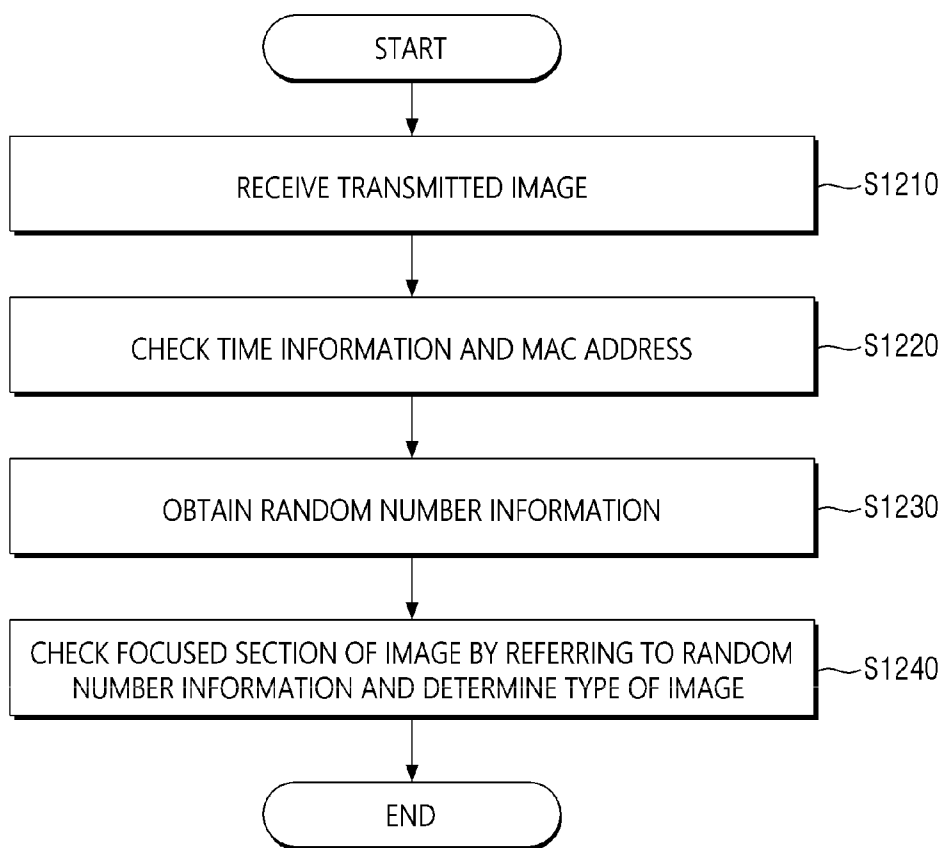 START
RECEIVE TRANSMITTED IMAGE
S1210
CHECK TIME INFORMATION AND MAC ADDRESS
S1220
OBTAIN RANDOM NUMBER INFORMATION
S1230
CHECK FOCUSED SECTION OF IMAGE BY REFERRING TO RANDOM
NUMBER INFORMATION AND DETERMINE TYPE OF IMAGE
S1240
END